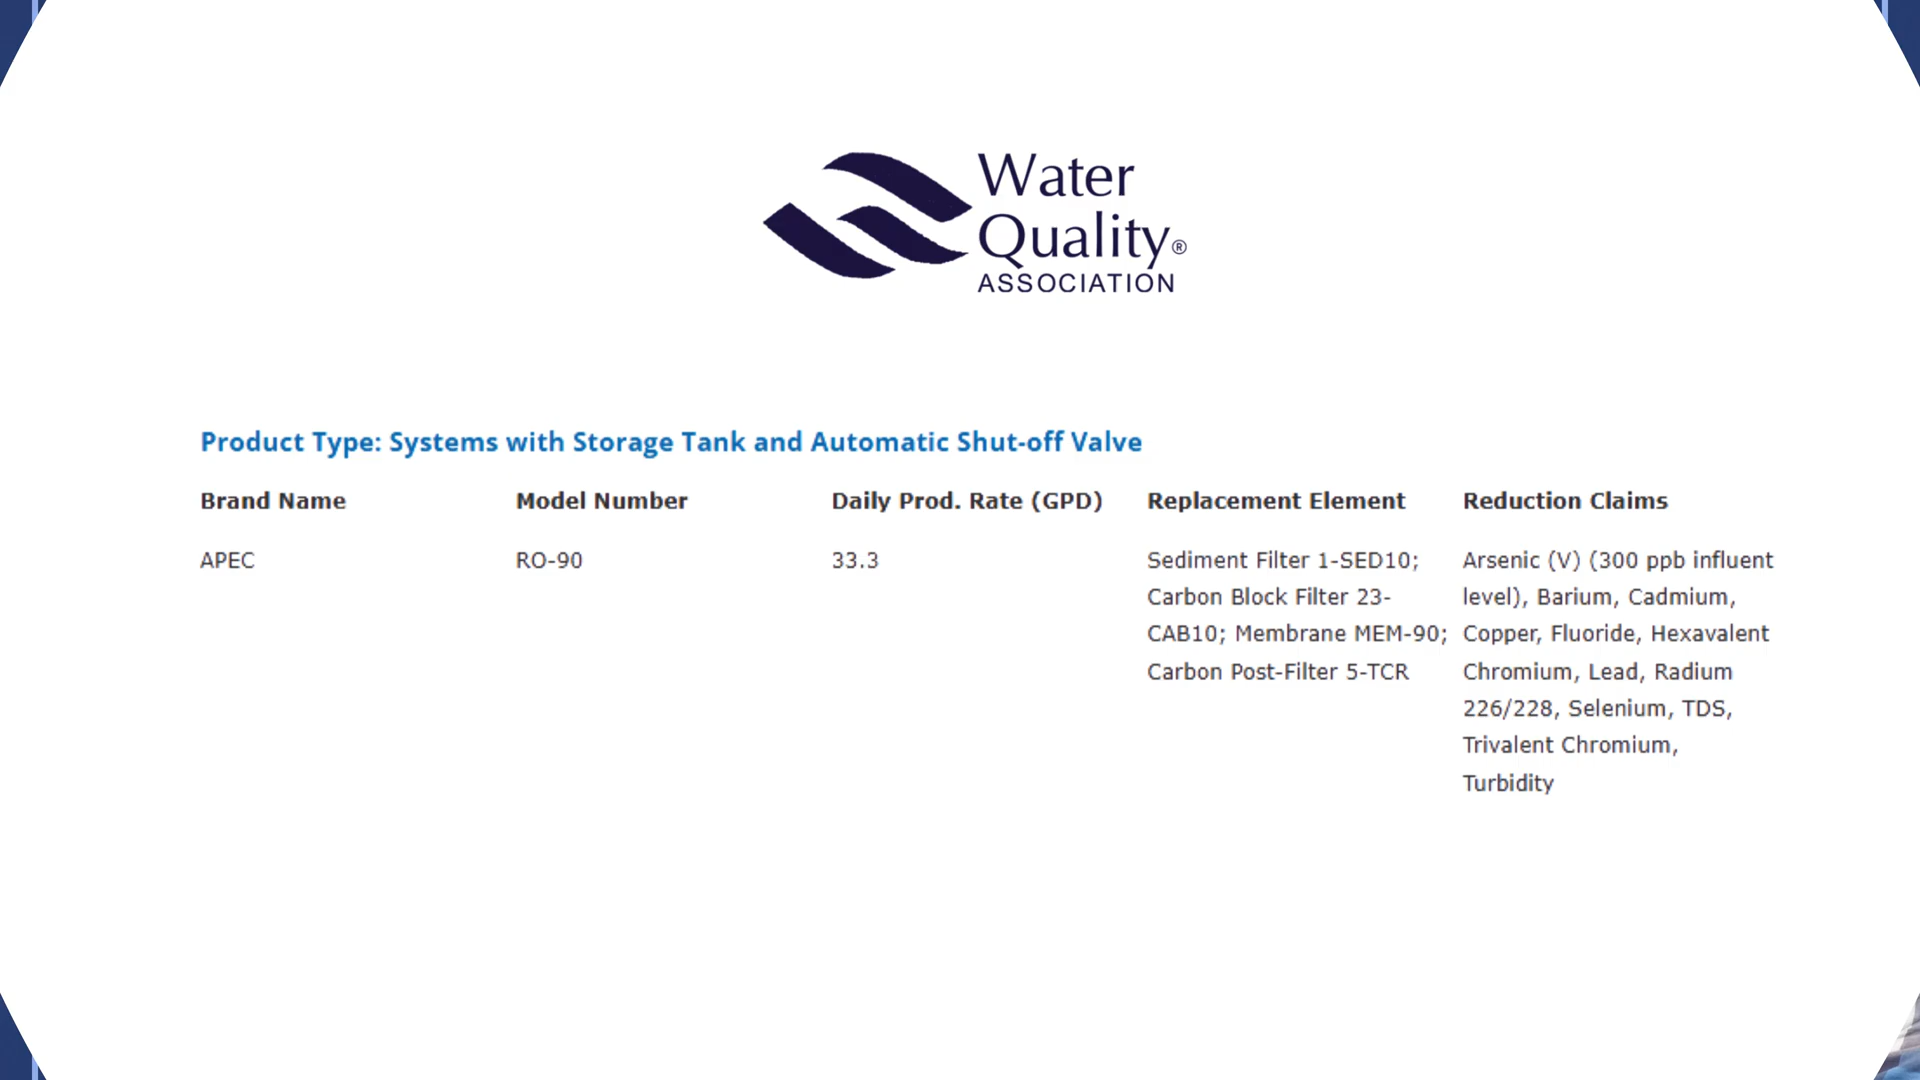 Water
Quality®
ASSOCIATION
Product Type: Systems with Storage Tank and Automatic Shut-off Valve
Brand Name
Model Number
Daily Prod. Rate (GPD)
Replacement Element
Reduction Claims
APEC
RO-90
33.3
Sediment Filter 1-SED10;
Carbon Block Filter 23-
CAB10; Membrane MEM-90;
Carbon Post-Filter 5-TCR
Arsenic (V) (300 ppb influent
level), Barium, Cadmium,
Copper, Fluoride, Hexavalent
Chromium, Lead, Radium
226/228, Selenium, TDS,
Trivalent Chromium,
Turbidity